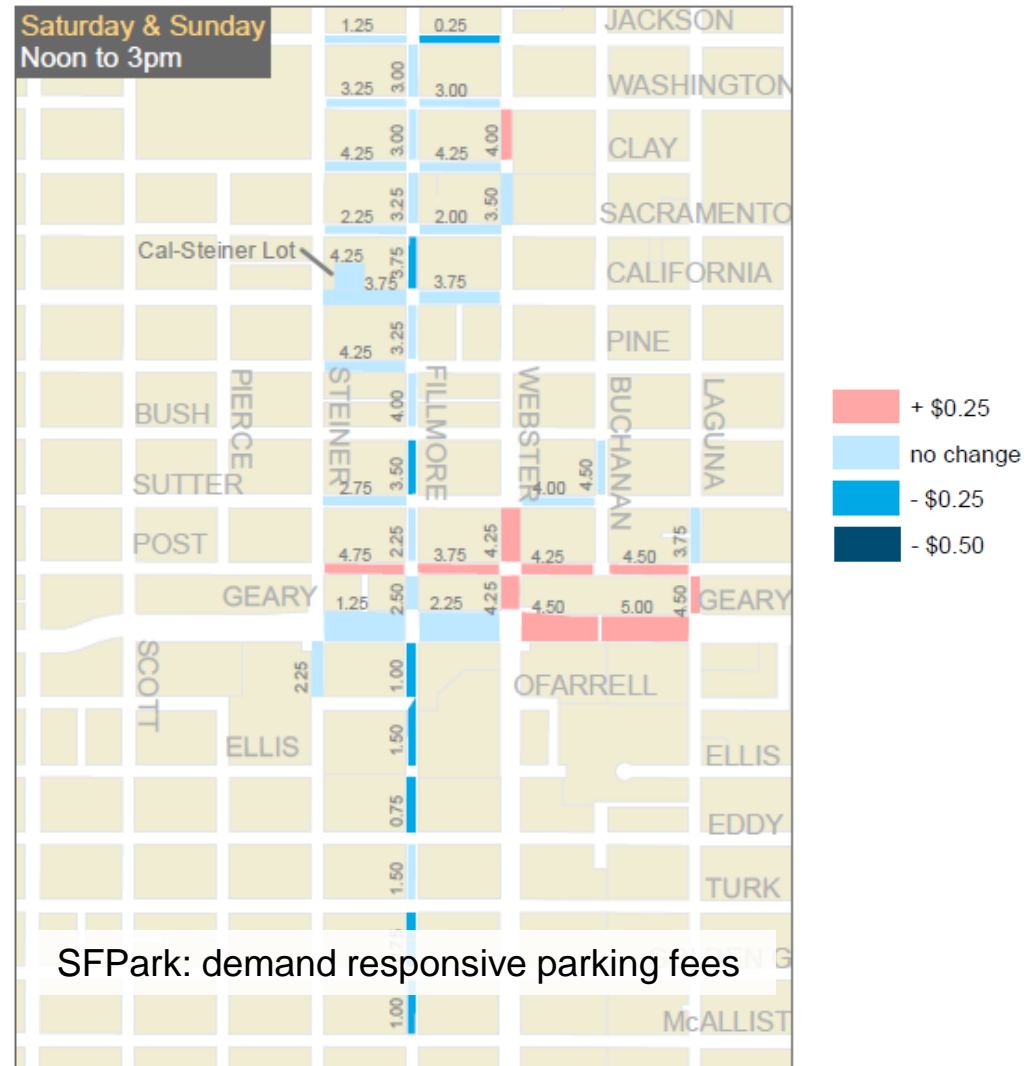 Saturday & Sunday
Noon to 3pm
1.25
0.25
JACKSON
3.00
3.25
3.00
WASHINGTON
3.00
4.00
4.25
4.25
CLAY
3.25
3.50
2.25
2.00
SACRAMENTO
Cal-Steiner Lot
4.25
3.75
3.75
3.75
CALIFORNIA
3.25
4.25
PINE
PIERCE
STEINER
FILLMORE
WEBSTER
BUCHANAN
LAGUNA
BUSH
4.00
+ $0.25
no change
- $0.25
- $0.50
SUTTER
2.75
3.50
4.00
4.50
POST
4.75
2.25
3.75
4.25
4.25
4.50
3.75
GEARY
1.25
2.50
2.25
4.25
4.50
5.00
4.50
GEARY
SCOTT
2.25
1.00
OFARRELL
ELLIS
1.50
ELLIS
0.75
EDDY
1.50
TURK
SFPark: demand responsive parking fees
1.00
McALLIST